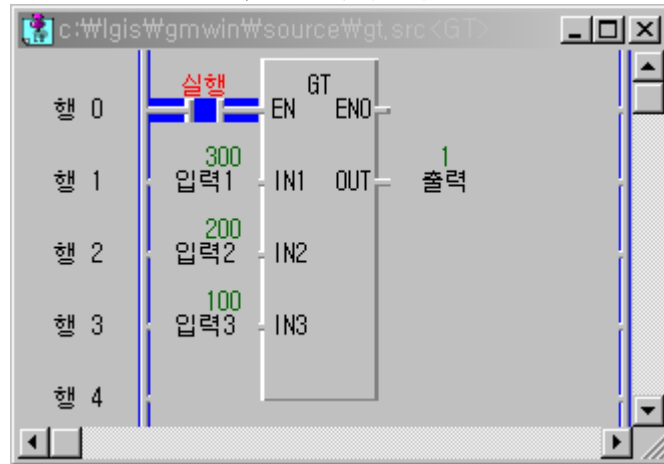 c:₩lgis₩gmwin₩source₩gt.src<GT>
실행 GT
행 0 EN ENO
300 1
행 1 입력1 IN1 OUT 출력
200
행 2 입력2 IN2
100
행 3 입력3 IN3
행 4